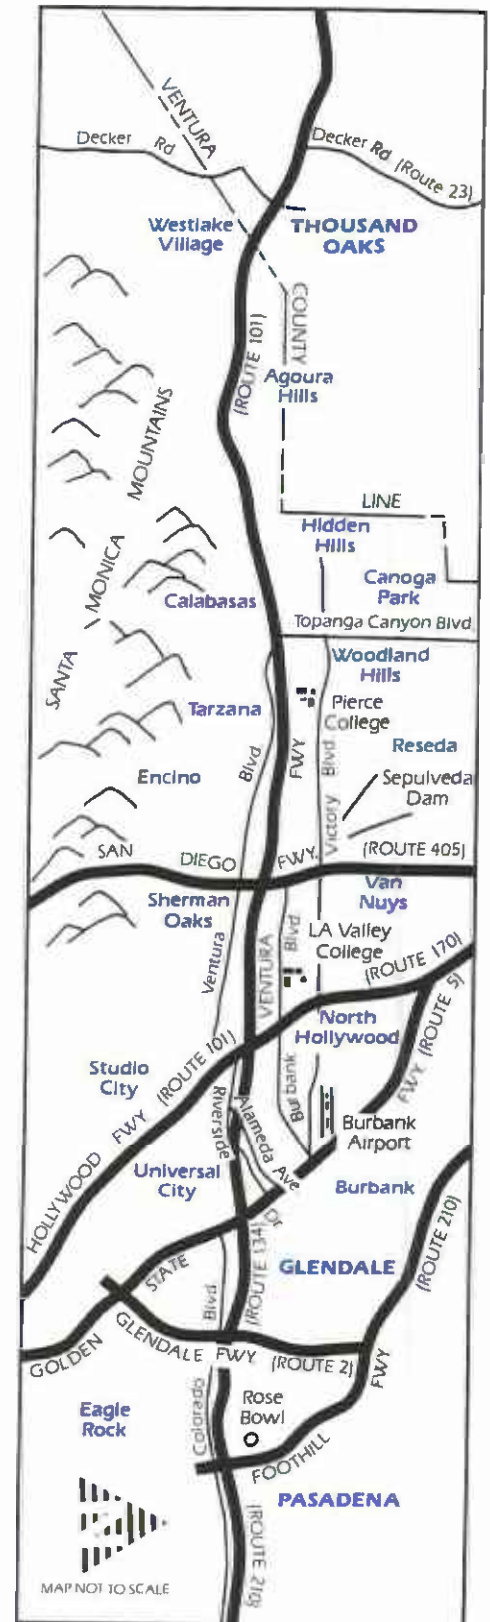 VENTURA
Decker Rd
Decker Rd (Route 23)
Westlake
Village
THOUSAND
OAKS
COUNTY
(ROUTE 101)
Agoura
Hills
MOUNTAINS
LINE
Hidden
Hills
MONICA
Canoga
Park
Calabasas
Topanga Canyon Blvd
SANTA
Woodland
Hills
Tarzana
Pierce
College
Blvd
FWY
Blvd
Reseda
Encino
Sepulveda
Dam
Victory
SAN DIEGO FWY. (ROUTE 405)
Sherman
Oaks
Van
Nuys
Ventura
VENTURA
Blvd
LA Valley
College
(ROUTE 170)
North
Hollywood
FWY (ROUTE 5)
Studio
City
HOLLYWOOD FWY (ROUTE 101)
Riverside
Alameda Ave
Burbank
Burbank
Airport
Universal
City
Dr
Burbank
(ROUTE 134)
GLENDALE
(ROUTE 210)
STATE
Blvd
GOLDEN
GLENDALE FWY. (ROUTE 2)
FWY
Eagle
Rock
Colorado
Rose
Bowl
FOOTHILL
PASADENA
(ROUTE 210)
MAP NOT TO SCALE